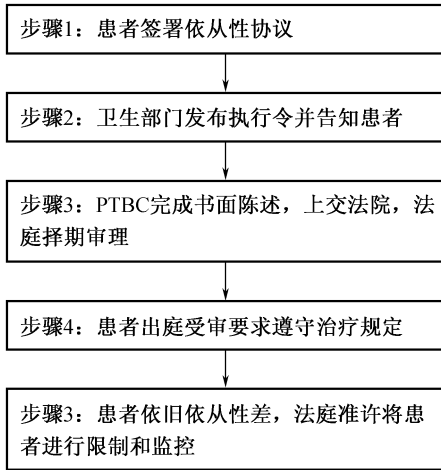 步骤1：患者签署依从性协议
步骤2：卫生部门发布执行令并告知患者
步骤3：PTBC完成书面陈述，上交法院，法
庭择期审理
步骤4：患者出庭受审要求遵守治疗规定
步骤3：患者依旧依从性差，法庭准许将患
者进行限制和监控